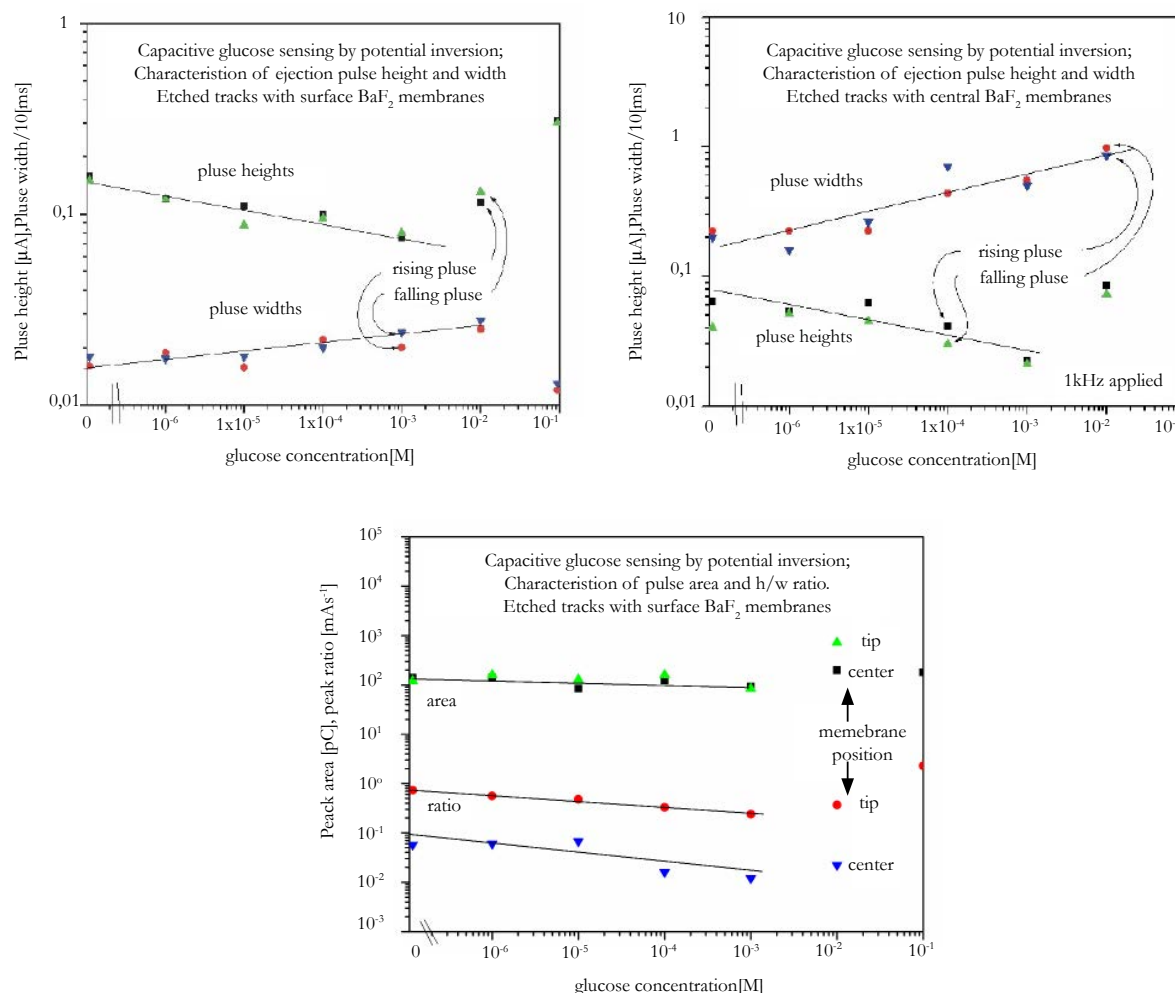 Capacitive glucose sensing by potential inversion;
Characteristion of ejection pulse height and width
Etched tracks with surface BaF₂ membranes
Pluse height [µA],Pluse width/10[ms]
1
0,1
0,01
pluse heights
rising pluse
falling pluse
pluse widths
0
10⁻⁶
1x10⁻⁵
1x10⁻⁴
10⁻³
10⁻²
10⁻¹
glucose concentration[M]
Capacitive glucose sensing by potential inversion;
Characteristion of ejection pulse height and width
Etched tracks with central BaF₂ membranes
Pluse height [µA],Pluse width/10[ms]
10
1
0,1
0,01
pluse widths
rising pluse
falling pluse
pluse heights
1kHz applied
0
10⁻⁶
1x10⁻⁵
1x10⁻⁴
10⁻³
10⁻²
glucose concentration[M]
Capacitive glucose sensing by potential inversion;
Characteristion of pulse area and h/w ratio.
Etched tracks with surface BaF₂ membranes
Peack area [pC], peak ratio [mAs⁻¹]
10⁵
10⁴
10³
10²
10¹
10⁰
10⁻¹
10⁻²
10⁻³
tip
center
area
memebrane
position
ratio
tip
center
0
10⁻⁶
10⁻⁵
10⁻⁴
10⁻³
10⁻²
10⁻¹
glucose concentration[M]